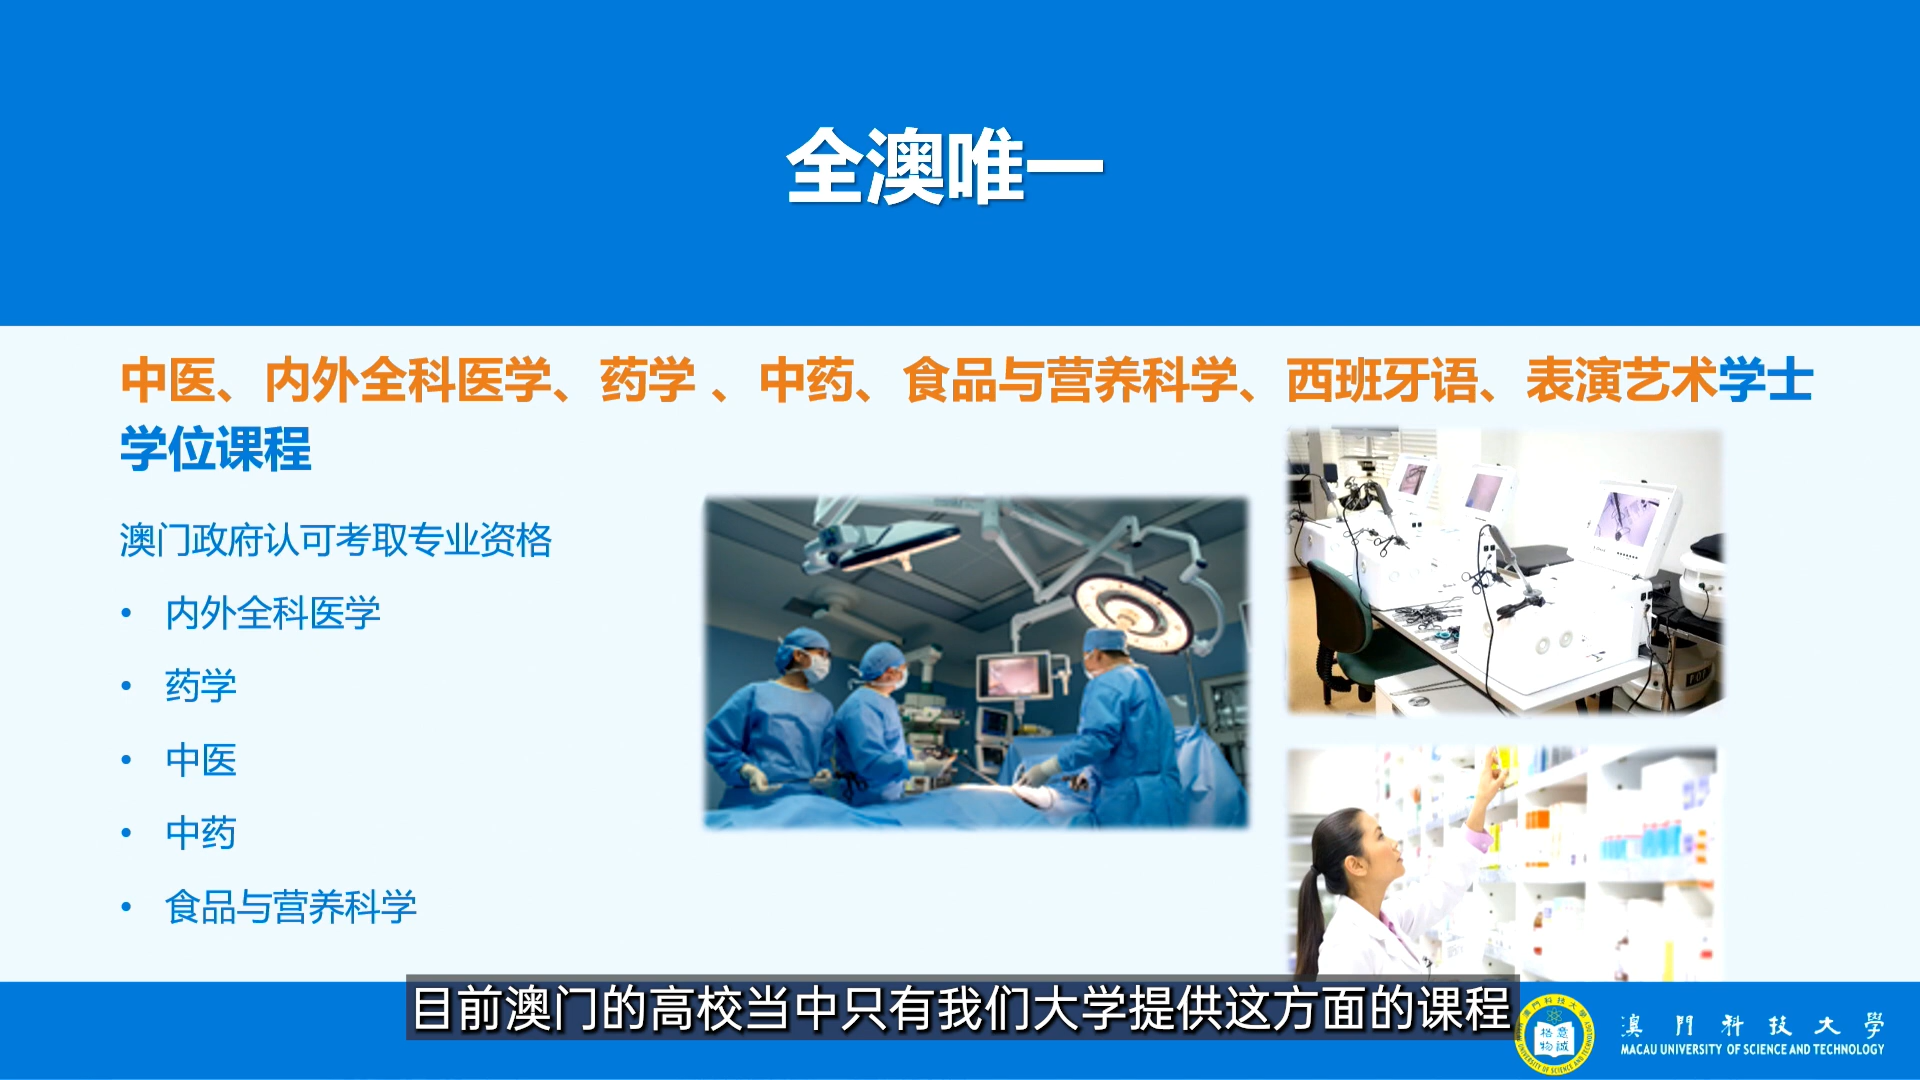 全澳唯一
中医、内外全科医学、药学 、中药、食品与营养科学、西班牙语、表演艺术学士
学位课程
澳门政府认可考取专业资格
• 内外全科医学
• 药学
• 中医
• 中药
• 食品与营养科学
目前澳门的高校当中只有我们大学提供这方面的课程
澳門科技大學
MACAU UNIVERSITY OF SCIENCE AND TECHNOLOGY